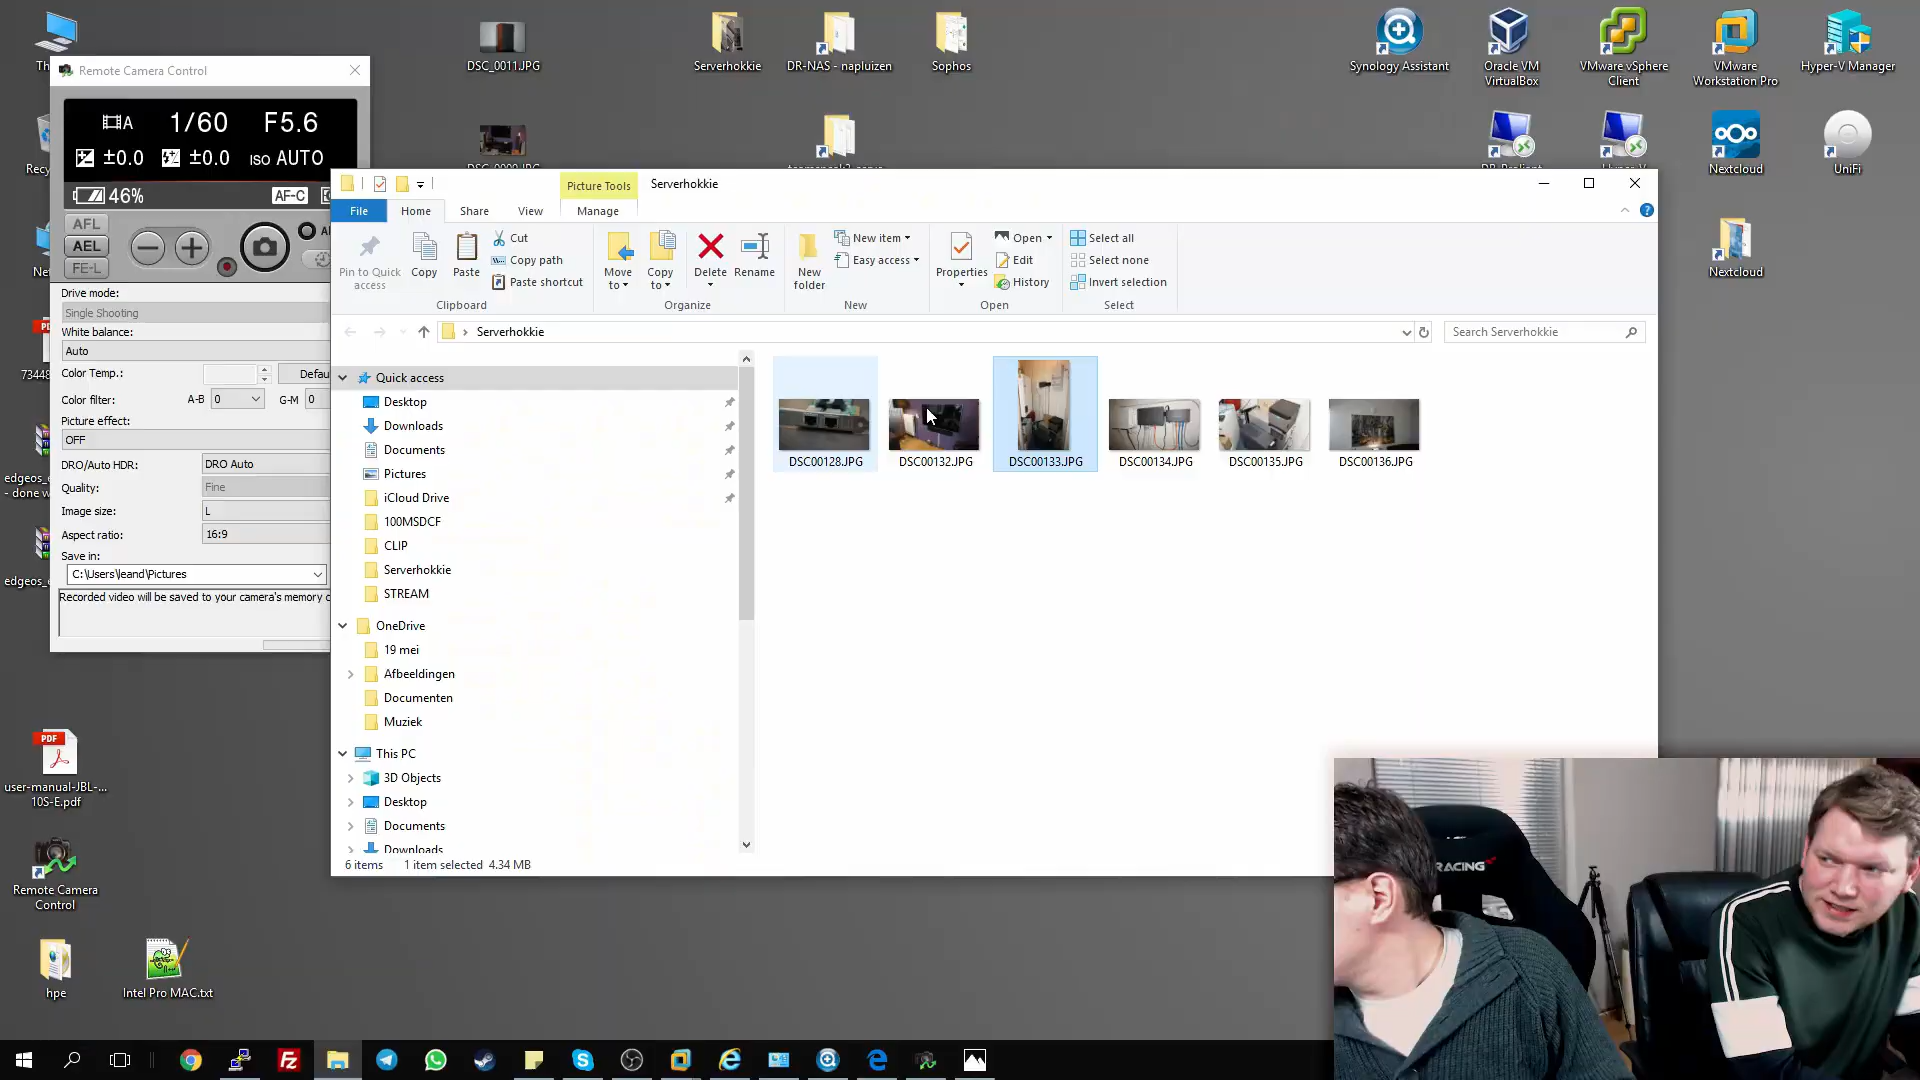 Th
DSC_0011.JPG
Serverhokkie
DR-NAS - napluizen
Sophos
Synology Assistant
Oracle VM
VirtualBox
VMware vSphere
Client
VMware
Workstation Pro
Hyper-V Manager
Recy
Nextcloud
UniFi
Net
Nextcloud
PD
73448
edgeos_e
- done w
edgeos_e
PDF
user-manual-JBL-...
10S-E.pdf
Remote Camera
Control
hpe
Intel Pro MAC.txt
Remote Camera Control
A
1/60
F5.6
±0.0
±0.0
ISO AUTO
46%
AF-C
AFL
AEL
FE-L
Drive mode:
Single Shooting
White balance:
Auto
Color Temp.:
Defau
Color filter:
A-B
0
G-M
0
Picture effect:
OFF
DRO/Auto HDR:
DRO Auto
Quality:
Fine
Image size:
L
Aspect ratio:
16:9
Save in:
C:\Users\leand\Pictures
Recorded video will be saved to your camera's memory c
Picture Tools
Serverhokkie
File
Home
Share
View
Manage
Pin to Quick
access
Copy
Paste
Cut
Copy path
Paste shortcut
Clipboard
Move
to
Copy
to
Delete
Rename
Organize
New
folder
New item
Easy access
New
Properties
Open
Edit
History
Open
Select all
Select none
Invert selection
Select
Serverhokkie
Search Serverhokkie
Quick access
Desktop
Downloads
Documents
Pictures
iCloud Drive
100MSDCF
CLIP
Serverhokkie
STREAM
OneDrive
19 mei
Afbeeldingen
Documenten
Muziek
This PC
3D Objects
Desktop
Documents
Downloads
DSC00128.JPG
DSC00132.JPG
DSC00133.JPG
DSC00134.JPG
DSC00135.JPG
DSC00136.JPG
6 items
1 item selected 4.34 MB
RACING